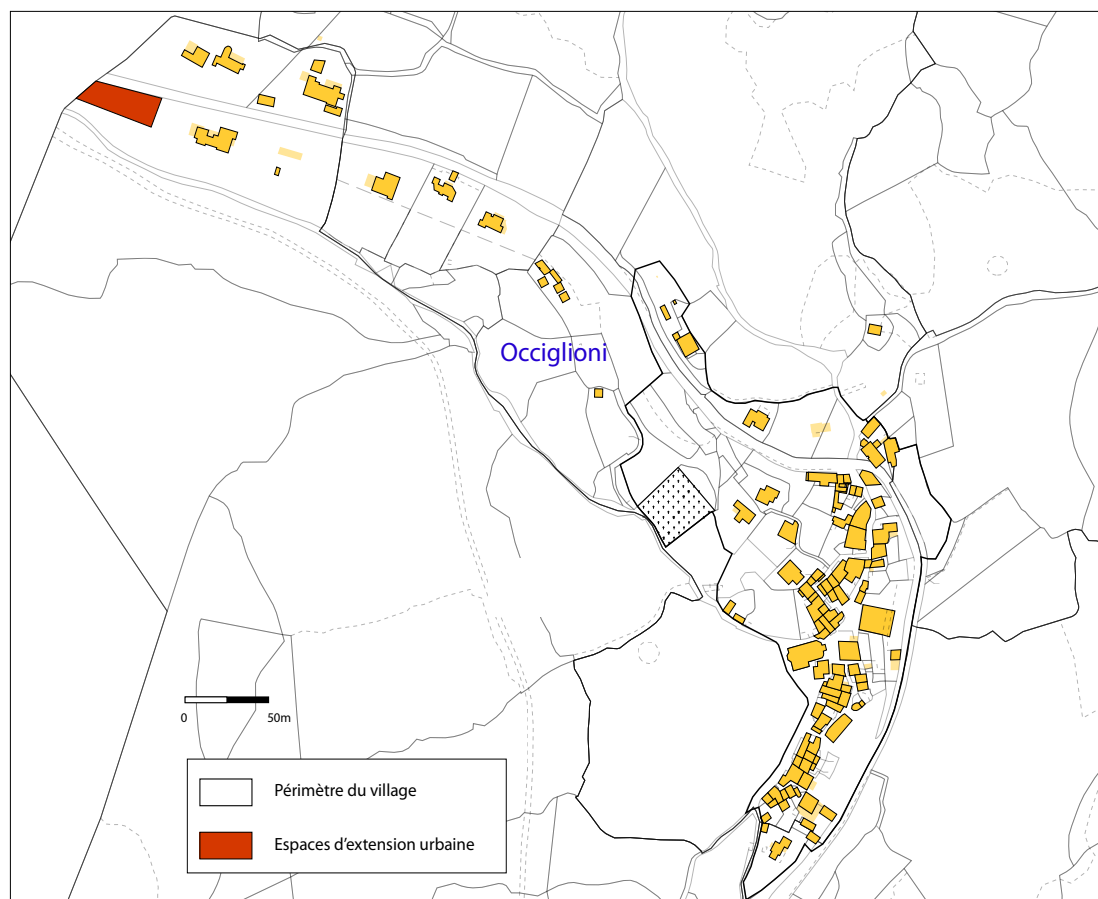 Occiglioni
0 50m
Périmètre du village
Espaces d'extension urbaine